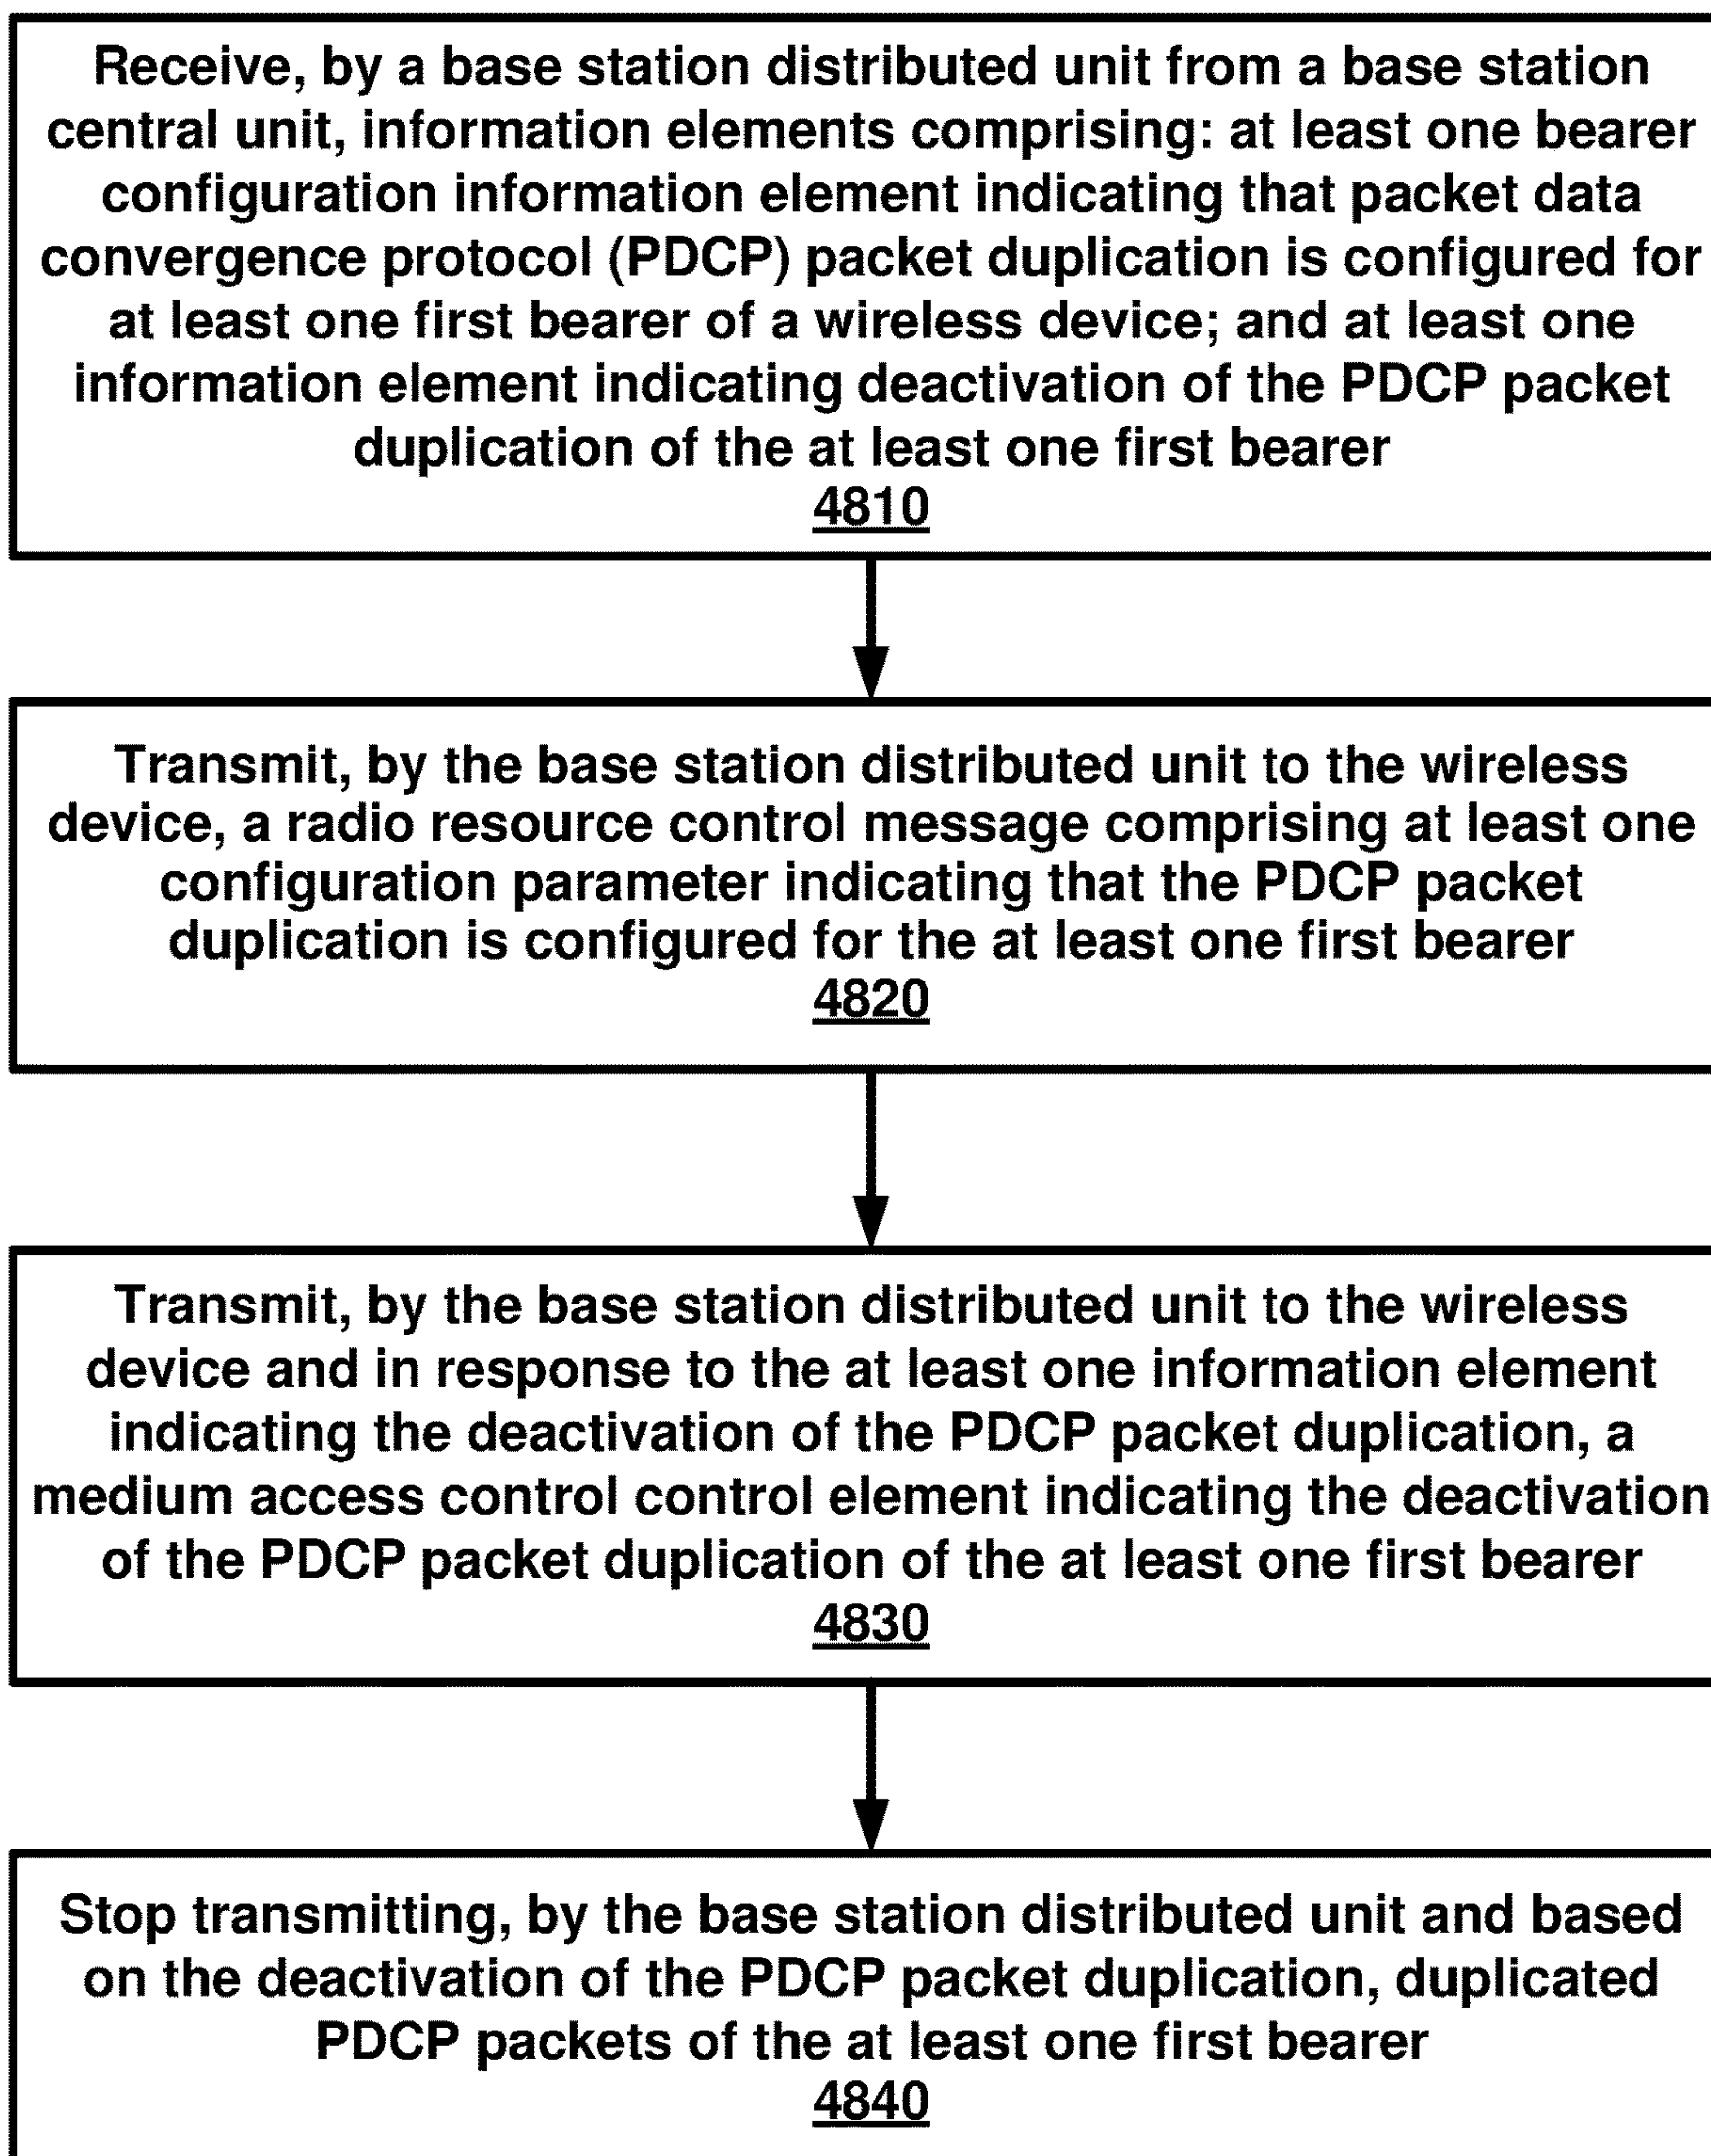 Receive, by a base station distributed unit from a base station
central unit, information elements comprising: at least one bearer
configuration information element indicating that packet data
convergence protocol (PDCP) packet duplication is configured for
at least one first bearer of a wireless device; and at least one
information element indicating deactivation of the PDCP packet
duplication of the at least one first bearer
4810
Transmit, by the base station distributed unit to the wireless
device, a radio resource control message comprising at least one
configuration parameter indicating that the PDCP packet
duplication is configured for the at least one first bearer
4820
Transmit, by the base station distributed unit to the wireless
device and in response to the at least one information element
indicating the deactivation of the PDCP packet duplication, a
medium access control control element indicating the deactivation
of the PDCP packet duplication of the at least one first bearer
4830
Stop transmitting, by the base station distributed unit and based
on the deactivation of the PDCP packet duplication, duplicated
PDCP packets of the at least one first bearer
4840